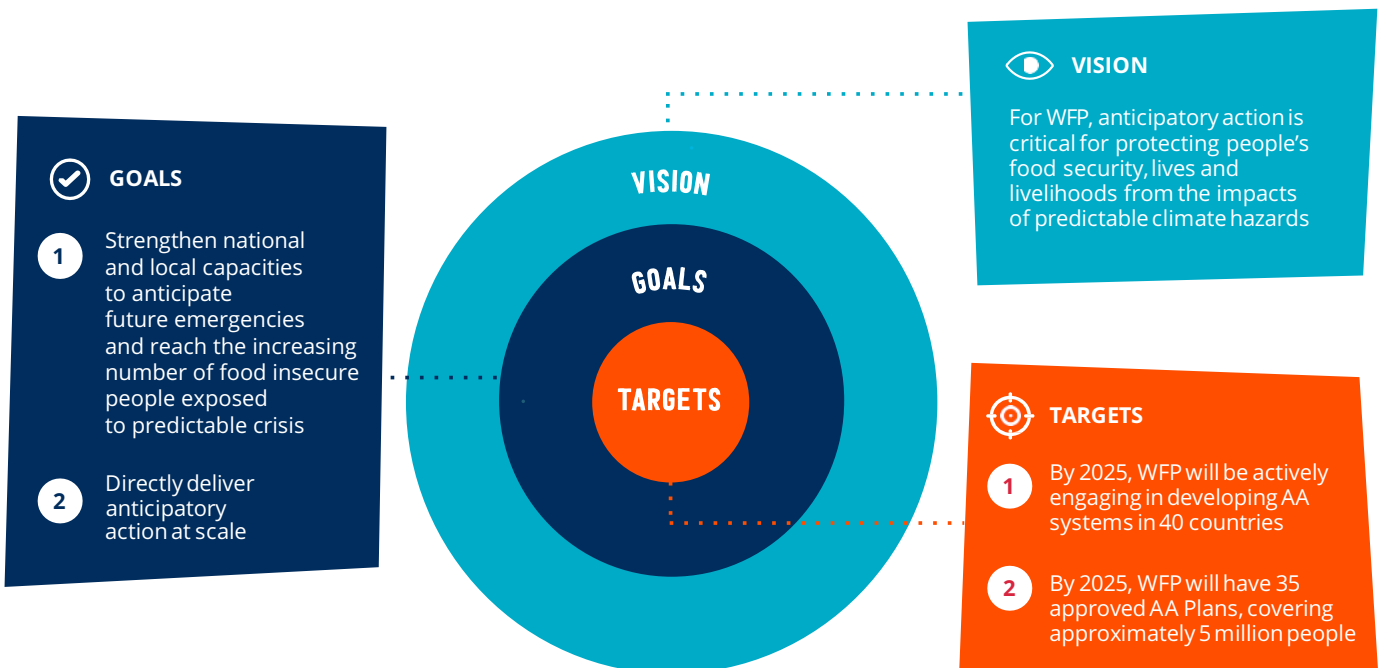 GOALS
1
Strengthen national
and local capacities
to anticipate
future emergencies
and reach the increasing
number of food insecure
people exposed
to predictable crisis
2
Directly deliver
anticipatory
action at scale
VISION
GOALS
TARGETS
VISION
For WFP, anticipatory action is
critical for protecting people’s
food security, lives and
livelihoods from the impacts
of predictable climate hazards
TARGETS
1
By 2025, WFP will be actively
engaging in developing AA
systems in 40 countries
2
By 2025, WFP will have 35
approved AA Plans, covering
approximately 5 million people